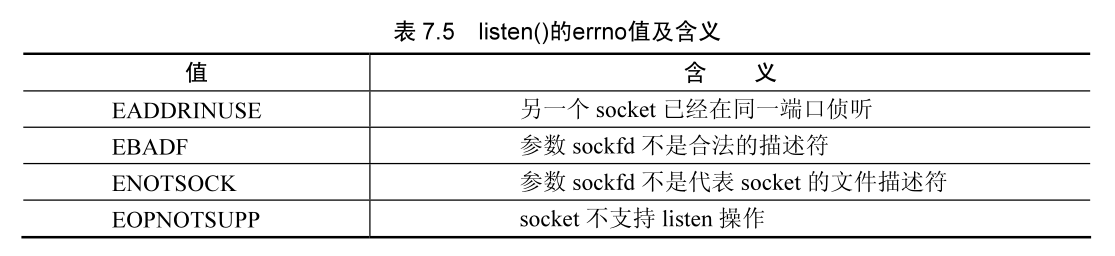 表 7.5 listen()的errno值及含义
值 含 义
EADDRINUSE 另一个 socket 已经在同一端口侦听
EBADF 参数 sockfd 不是合法的描述符
ENOTSOCK 参数 sockfd 不是代表 socket 的文件描述符
EOPNOTSUPP socket 不支持 listen 操作